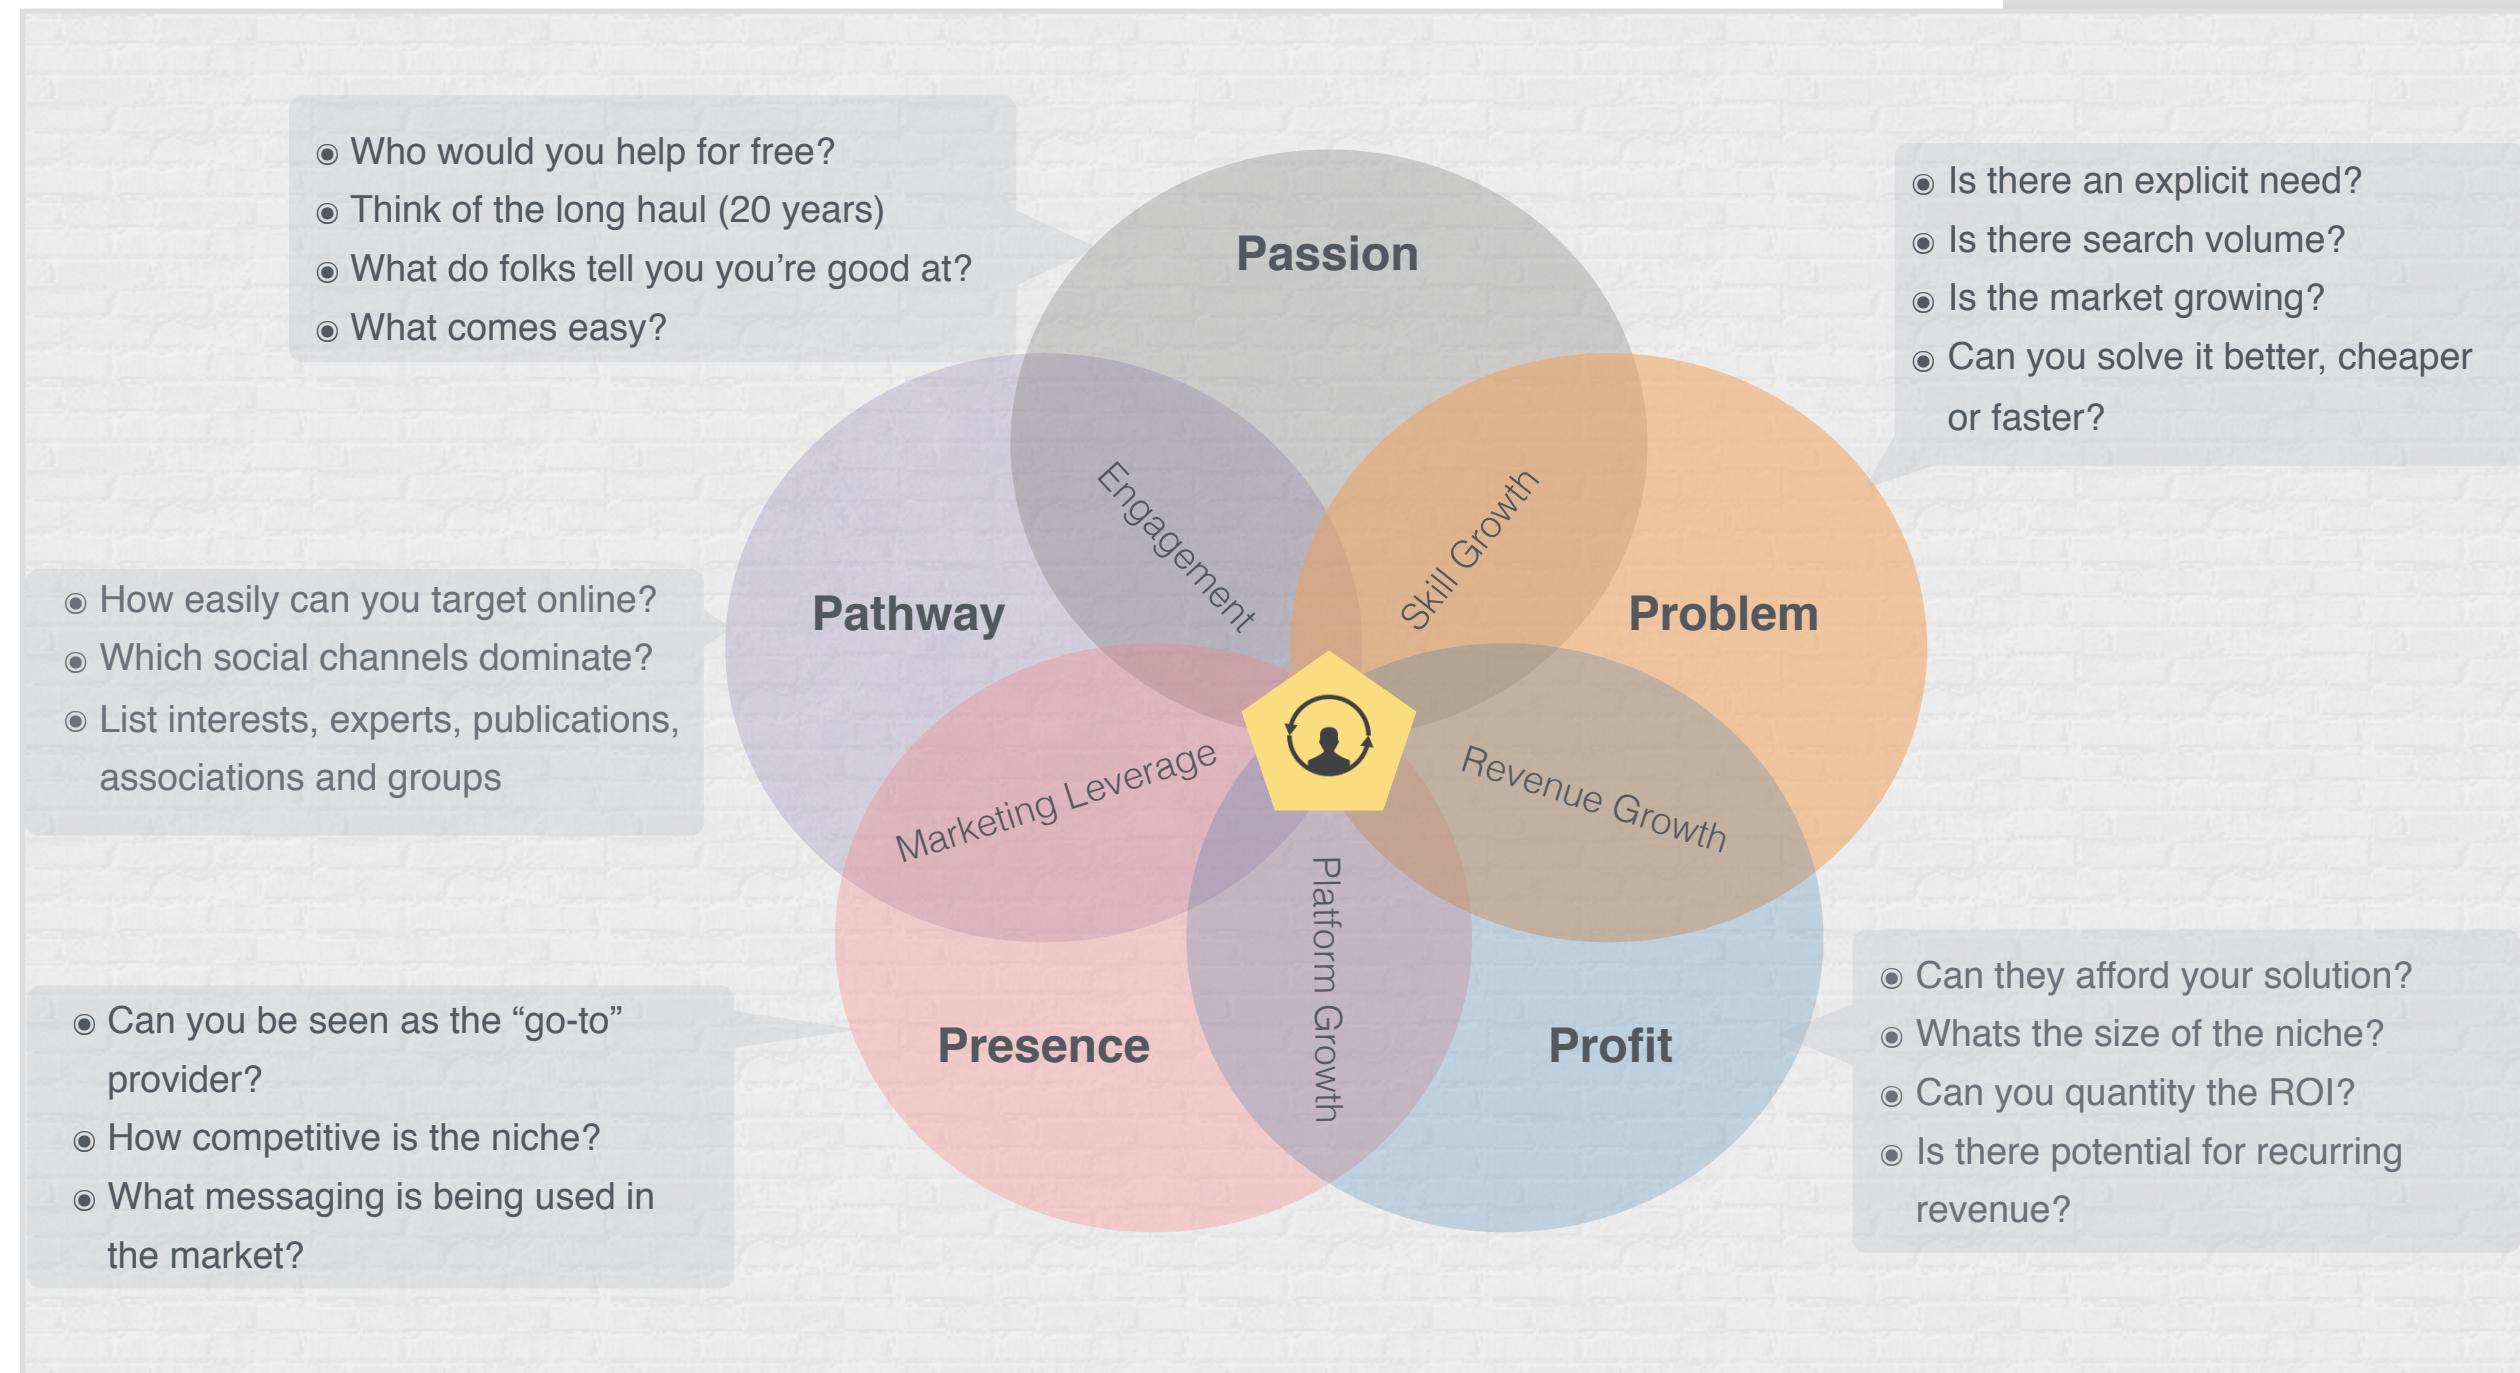 ◉ Who would you help for free?
◉ Think of the long haul (20 years)
◉ What do folks tell you you’re good at?
◉ What comes easy?
Passion
◉ Is there an explicit need?
◉ Is there search volume?
◉ Is the market growing?
◉ Can you solve it better, cheaper
or faster?
Engagement
Skill Growth
◉ How easily can you target online?
◉ Which social channels dominate?
◉ List interests, experts, publications,
associations and groups
Pathway
Problem
Marketing Leverage
Revenue Growth
Platform Growth
◉ Can you be seen as the “go-to”
provider?
◉ How competitive is the niche?
◉ What messaging is being used in
the market?
Presence
Profit
◉ Can they afford your solution?
◉ Whats the size of the niche?
◉ Can you quantity the ROI?
◉ Is there potential for recurring
revenue?